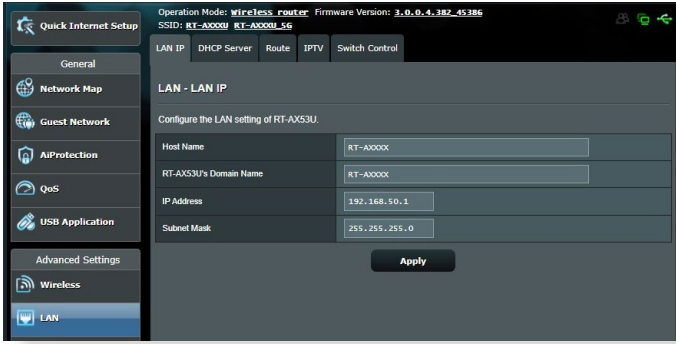 Quick Internet Setup
General
Network Map
Guest Network
AiProtection
QoS
USB Application
Advanced Settings
Wireless
LAN
Operation Mode: Wireless router Firmware Version: 3.0.0.4.382_45386
SSID: RT-AXXXU RT-AXXXU_5G
LAN IP DHCP Server Route IPTV Switch Control
LAN - LAN IP
Configure the LAN setting of RT-AX53U.
Host Name RT-AXXXX
RT-AX53U's Domain Name RT-AXXXX
IP Address 192.168.50.1
Subnet Mask 255.255.255.0
Apply